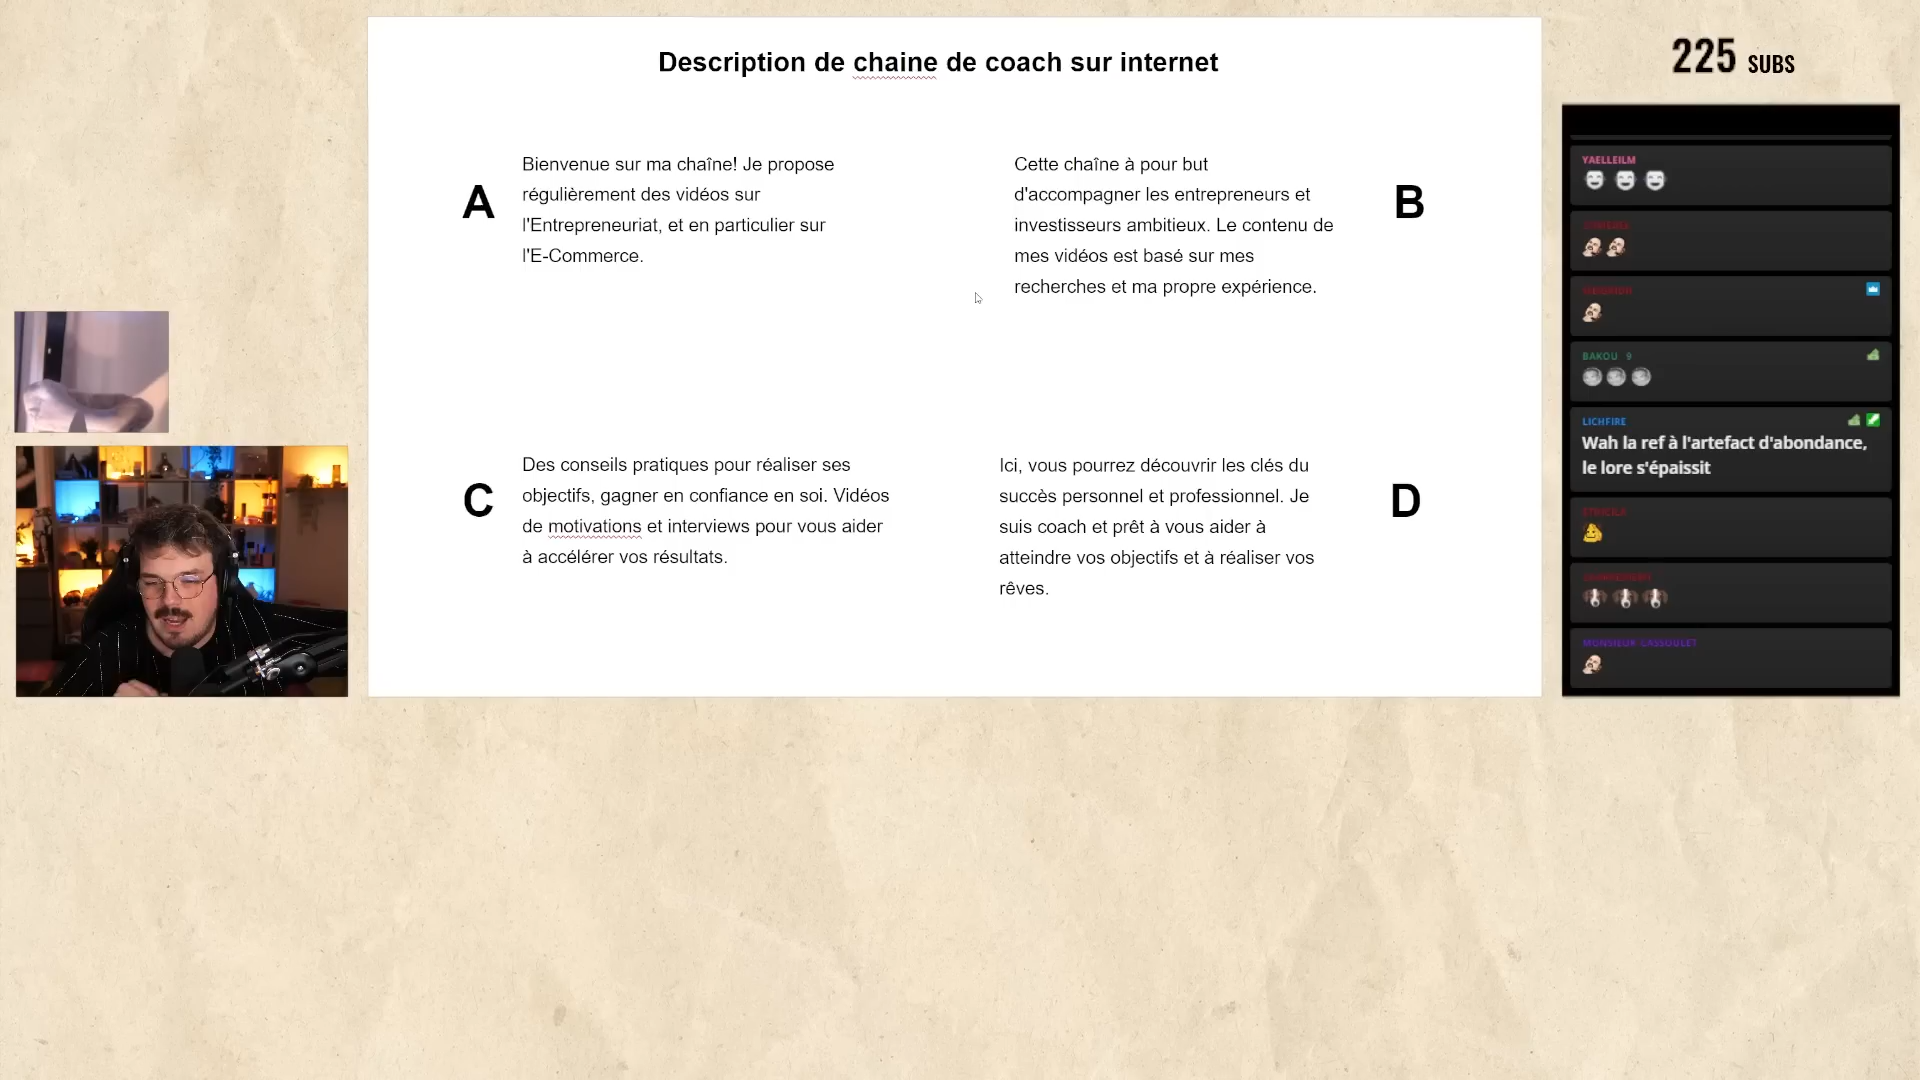 Description de chaine de coach sur internet
225 SUBS
A
Bienvenue sur ma chaîne! Je propose
régulièrement des vidéos sur
l'Entrepreneuriat, et en particulier sur
l'E-Commerce.
Cette chaîne à pour but
d'accompagner les entrepreneurs et
investisseurs ambitieux. Le contenu de
mes vidéos est basé sur mes
recherches et ma propre expérience.
B
C
Des conseils pratiques pour réaliser ses
objectifs, gagner en confiance en soi. Vidéos
de motivations et interviews pour vous aider
à accélérer vos résultats.
Ici, vous pourrez découvrir les clés du
succès personnel et professionnel. Je
suis coach et prêt à vous aider à
atteindre vos objectifs et à réaliser vos
rêves.
D
YAELLEILM
BAKOU_9
LICHFIRE
Wah la ref à l'artefact d'abondance,
le lore s'épaissit
MONSIEUR_CASSOULET